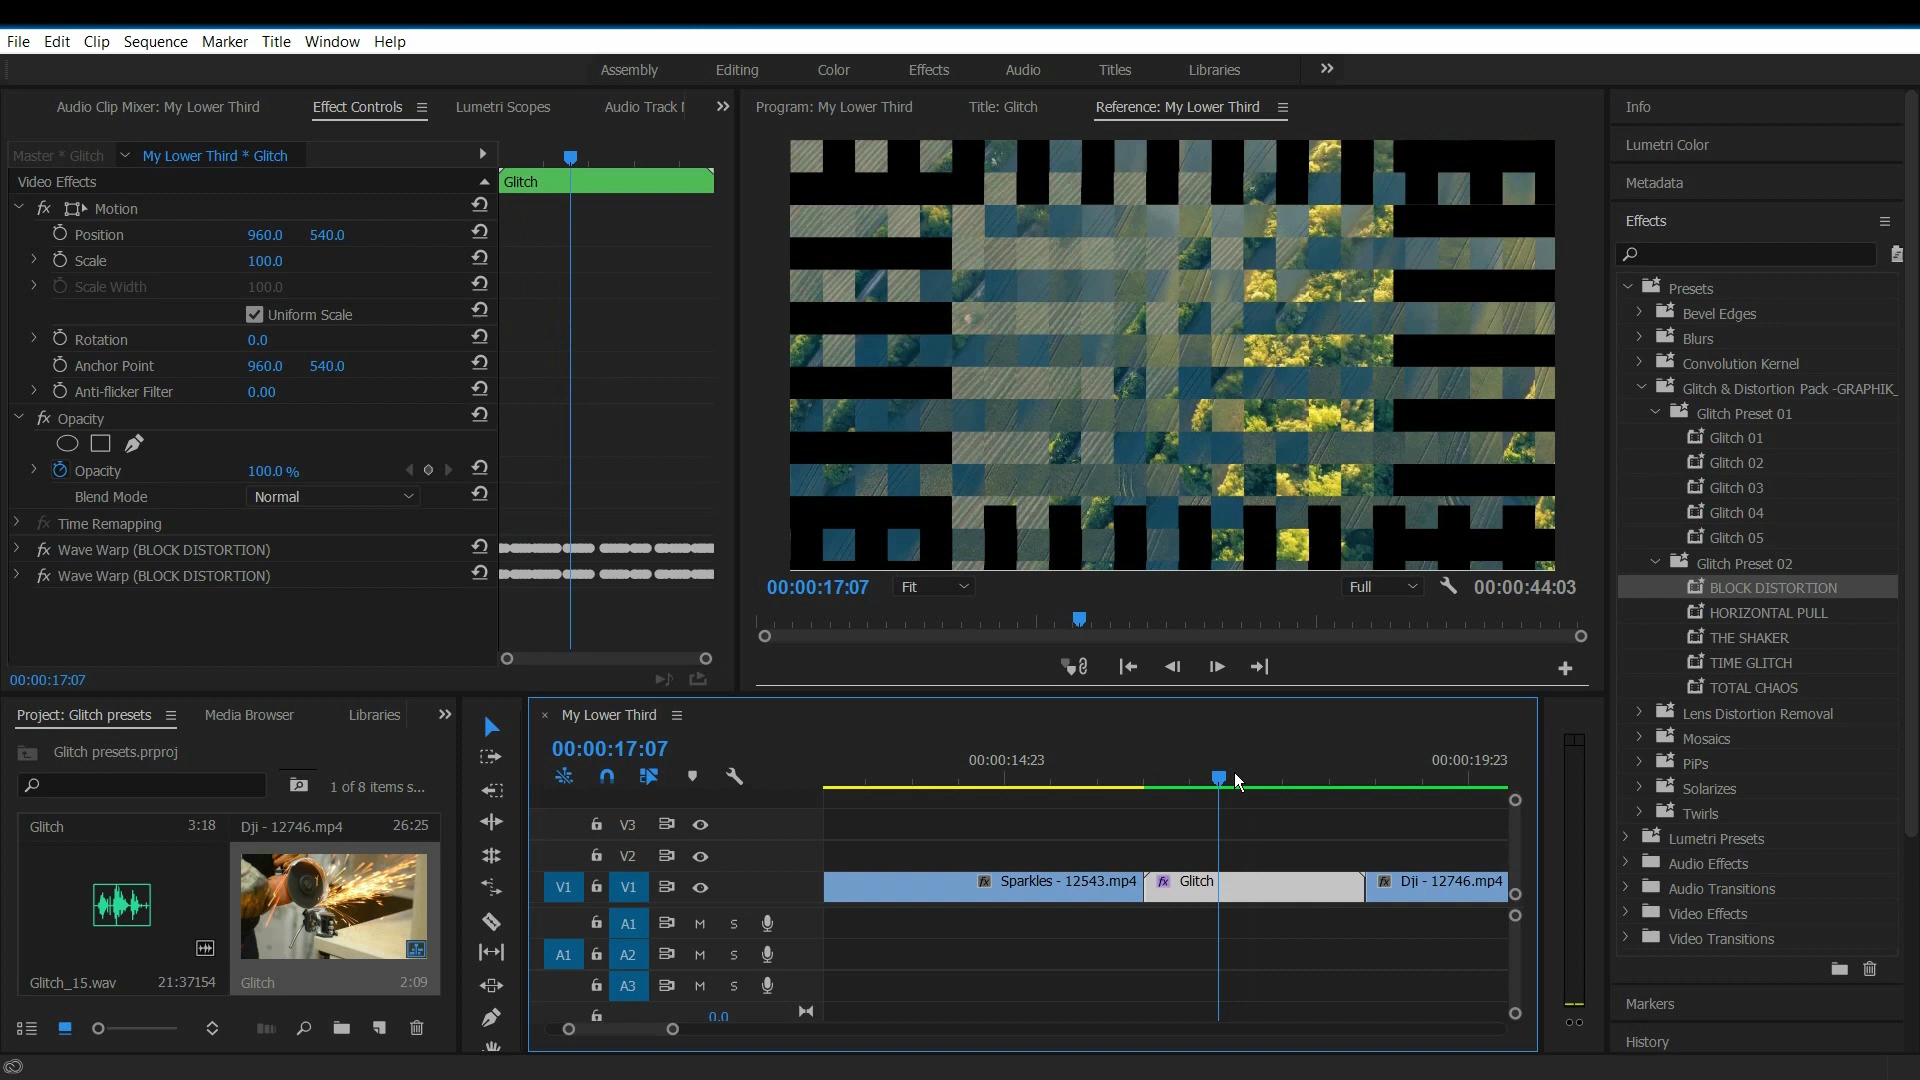 File Edit Clip Sequence Marker Title Window Help
Assembly Editing Color Effects Audio Titles Libraries
Audio Clip Mixer: My Lower Third Effect Controls Lumetri Scopes Audio Track
Master * Glitch My Lower Third * Glitch
Video Effects
Glitch
fx Motion
Position 960.0 540.0
Scale 100.0
Scale Width 100.0
Uniform Scale
Rotation 0.0
Anchor Point 960.0 540.0
Anti-flicker Filter 0.00
fx Opacity
Opacity 100.0 %
Blend Mode Normal
fx Time Remapping
fx Wave Warp (BLOCK DISTORTION)
fx Wave Warp (BLOCK DISTORTION)
00:00:17:07
Program: My Lower Third Title: Glitch Reference: My Lower Third
00:00:17:07 Fit Full 00:00:44:03
Info
Lumetri Color
Metadata
Effects
Presets
Bevel Edges
Blurs
Convolution Kernel
Glitch & Distortion Pack -GRAPHIK_
Glitch Preset 01
Glitch 01
Glitch 02
Glitch 03
Glitch 04
Glitch 05
Glitch Preset 02
BLOCK DISTORTION
HORIZONTAL PULL
THE SHAKER
TIME GLITCH
TOTAL CHAOS
Lens Distortion Removal
Mosaics
PiPs
Solarizes
Twirls
Lumetri Presets
Audio Effects
Audio Transitions
Video Effects
Video Transitions
Markers
History
Project: Glitch presets Media Browser Libraries
Glitch presets.prproj
1 of 8 items s...
Glitch 3:18 Dji - 12746.mp4 26:25
Glitch_15.wav 21:37154 Glitch 2:09
My Lower Third
00:00:17:07
00:00:14:23 00:00:19:23
V3
V2
V1 V1 fx Sparkles - 12543.mp4 fx Glitch fx Dji - 12746.mp4
A1 M S
A1 A2 M S
A3 M S
0.0